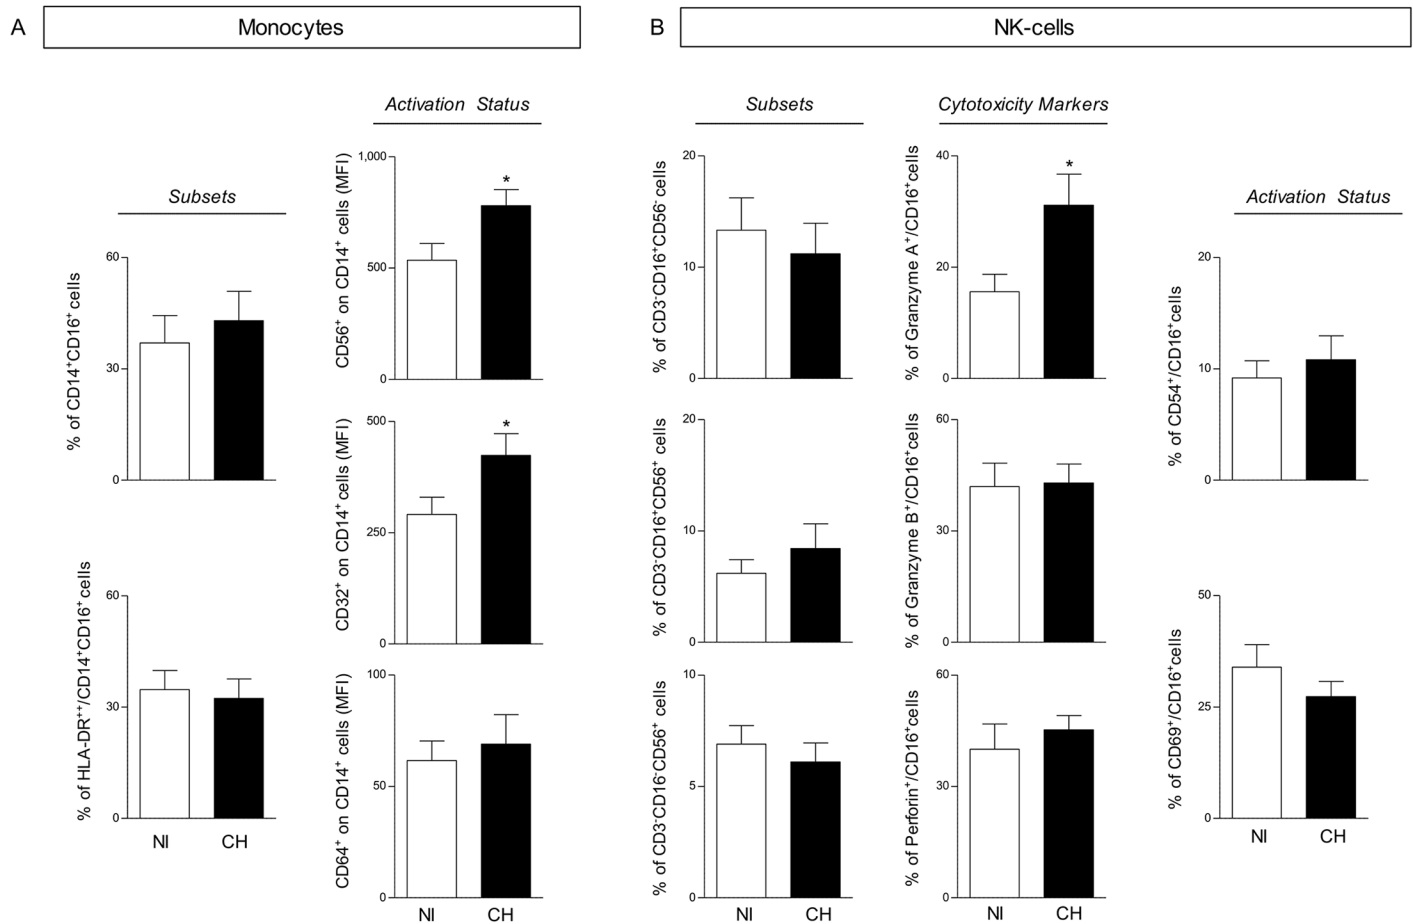 A
Monocytes
Subsets
% of CD14⁺CD16⁺ cells
60
30
0
% of HLA-DR⁺⁺/CD14⁺CD16⁺ cells
60
30
0
NI CH
Activation Status
CD56⁺ on CD14⁺ cells (MFI)
1,000
500
0
*
CD32⁺ on CD14⁺ cells (MFI)
500
250
0
*
CD64⁺ on CD14⁺ cells (MFI)
100
50
0
NI CH
B
NK-cells
Subsets
% of CD3⁻CD16⁺CD56⁻ cells
20
10
0
% of CD3⁻CD16⁺CD56⁺ cells
20
10
0
% of CD3⁻CD16⁻CD56⁺ cells
10
5
0
NI CH
Cytotoxicity Markers
% of Granzyme A⁺/CD16⁺cells
40
20
0
*
% of Granzyme B⁺/CD16⁺cells
60
30
0
% of Perforin⁺/CD16⁺cells
60
30
0
NI CH
Activation Status
% of CD54⁺/CD16⁺cells
20
10
0
% of CD69⁺/CD16⁺cells
50
25
0
NI CH